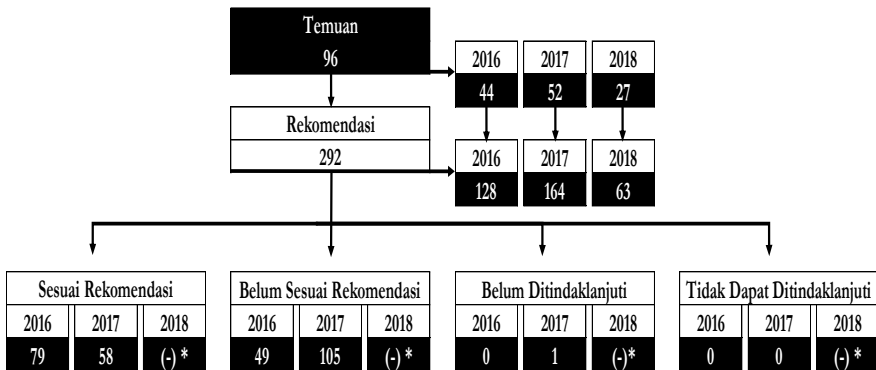 Temuan
96
2016 2017 2018
44 52 27
Rekomendasi
292
2016 2017 2018
128 164 63
Sesuai Rekomendasi Belum Sesuai Rekomendasi Belum Ditindaklanjuti Tidak Dapat Ditindaklanjuti
2016 2017 2018 2016 2017 2018 2016 2017 2018 2016 2017 2018
79 58 (-) * 49 105 (-) * 0 1 (-)* 0 0 (-) *